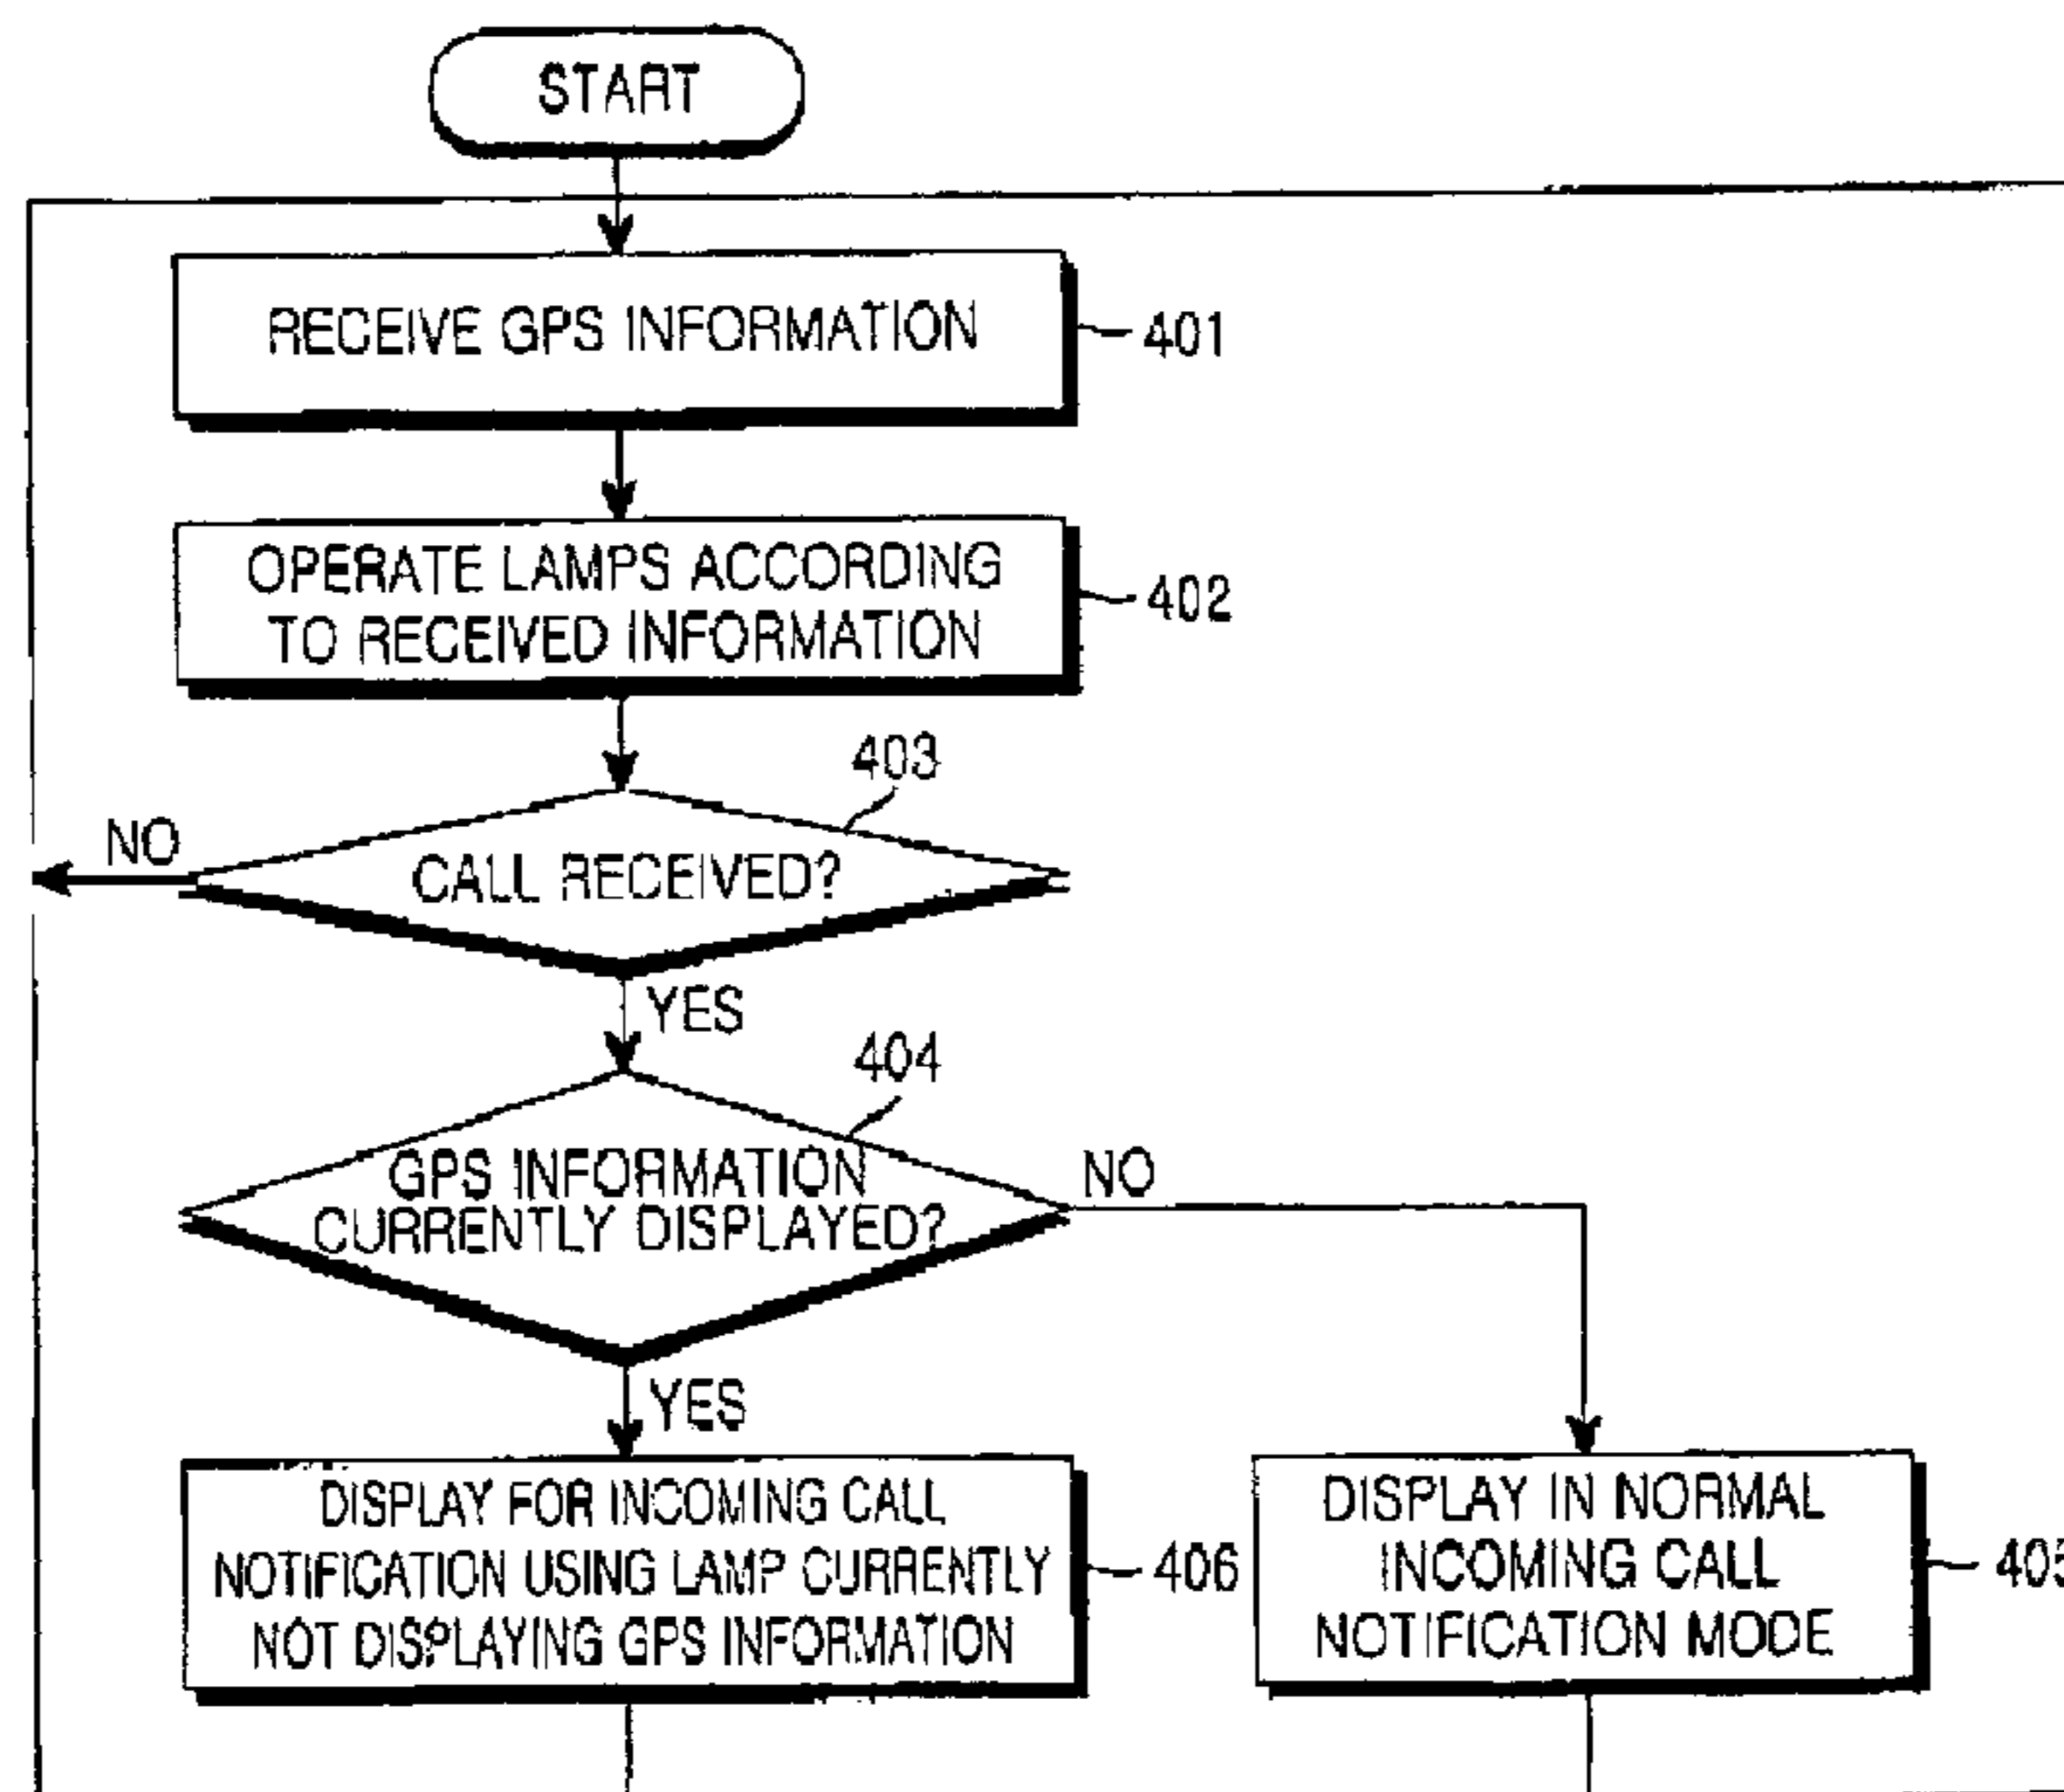 START
RECEIVE GPS INFORMATION
401
OPERATE LAMPS ACCORDING
TO RECEIVED INFORMATION
402
403
NO
CALL RECEIVED?
YES
404
GPS INFORMATION
CURRENTLY DISPLAYED?
NO
YES
DISPLAY FOR INCOMING CALL
NOTIFICATION USING LAMP CURRENTLY
NOT DISPLAYING GPS INFORMATION
406
DISPLAY IN NORMAL
INCOMING CALL
NOTIFICATION MODE
405